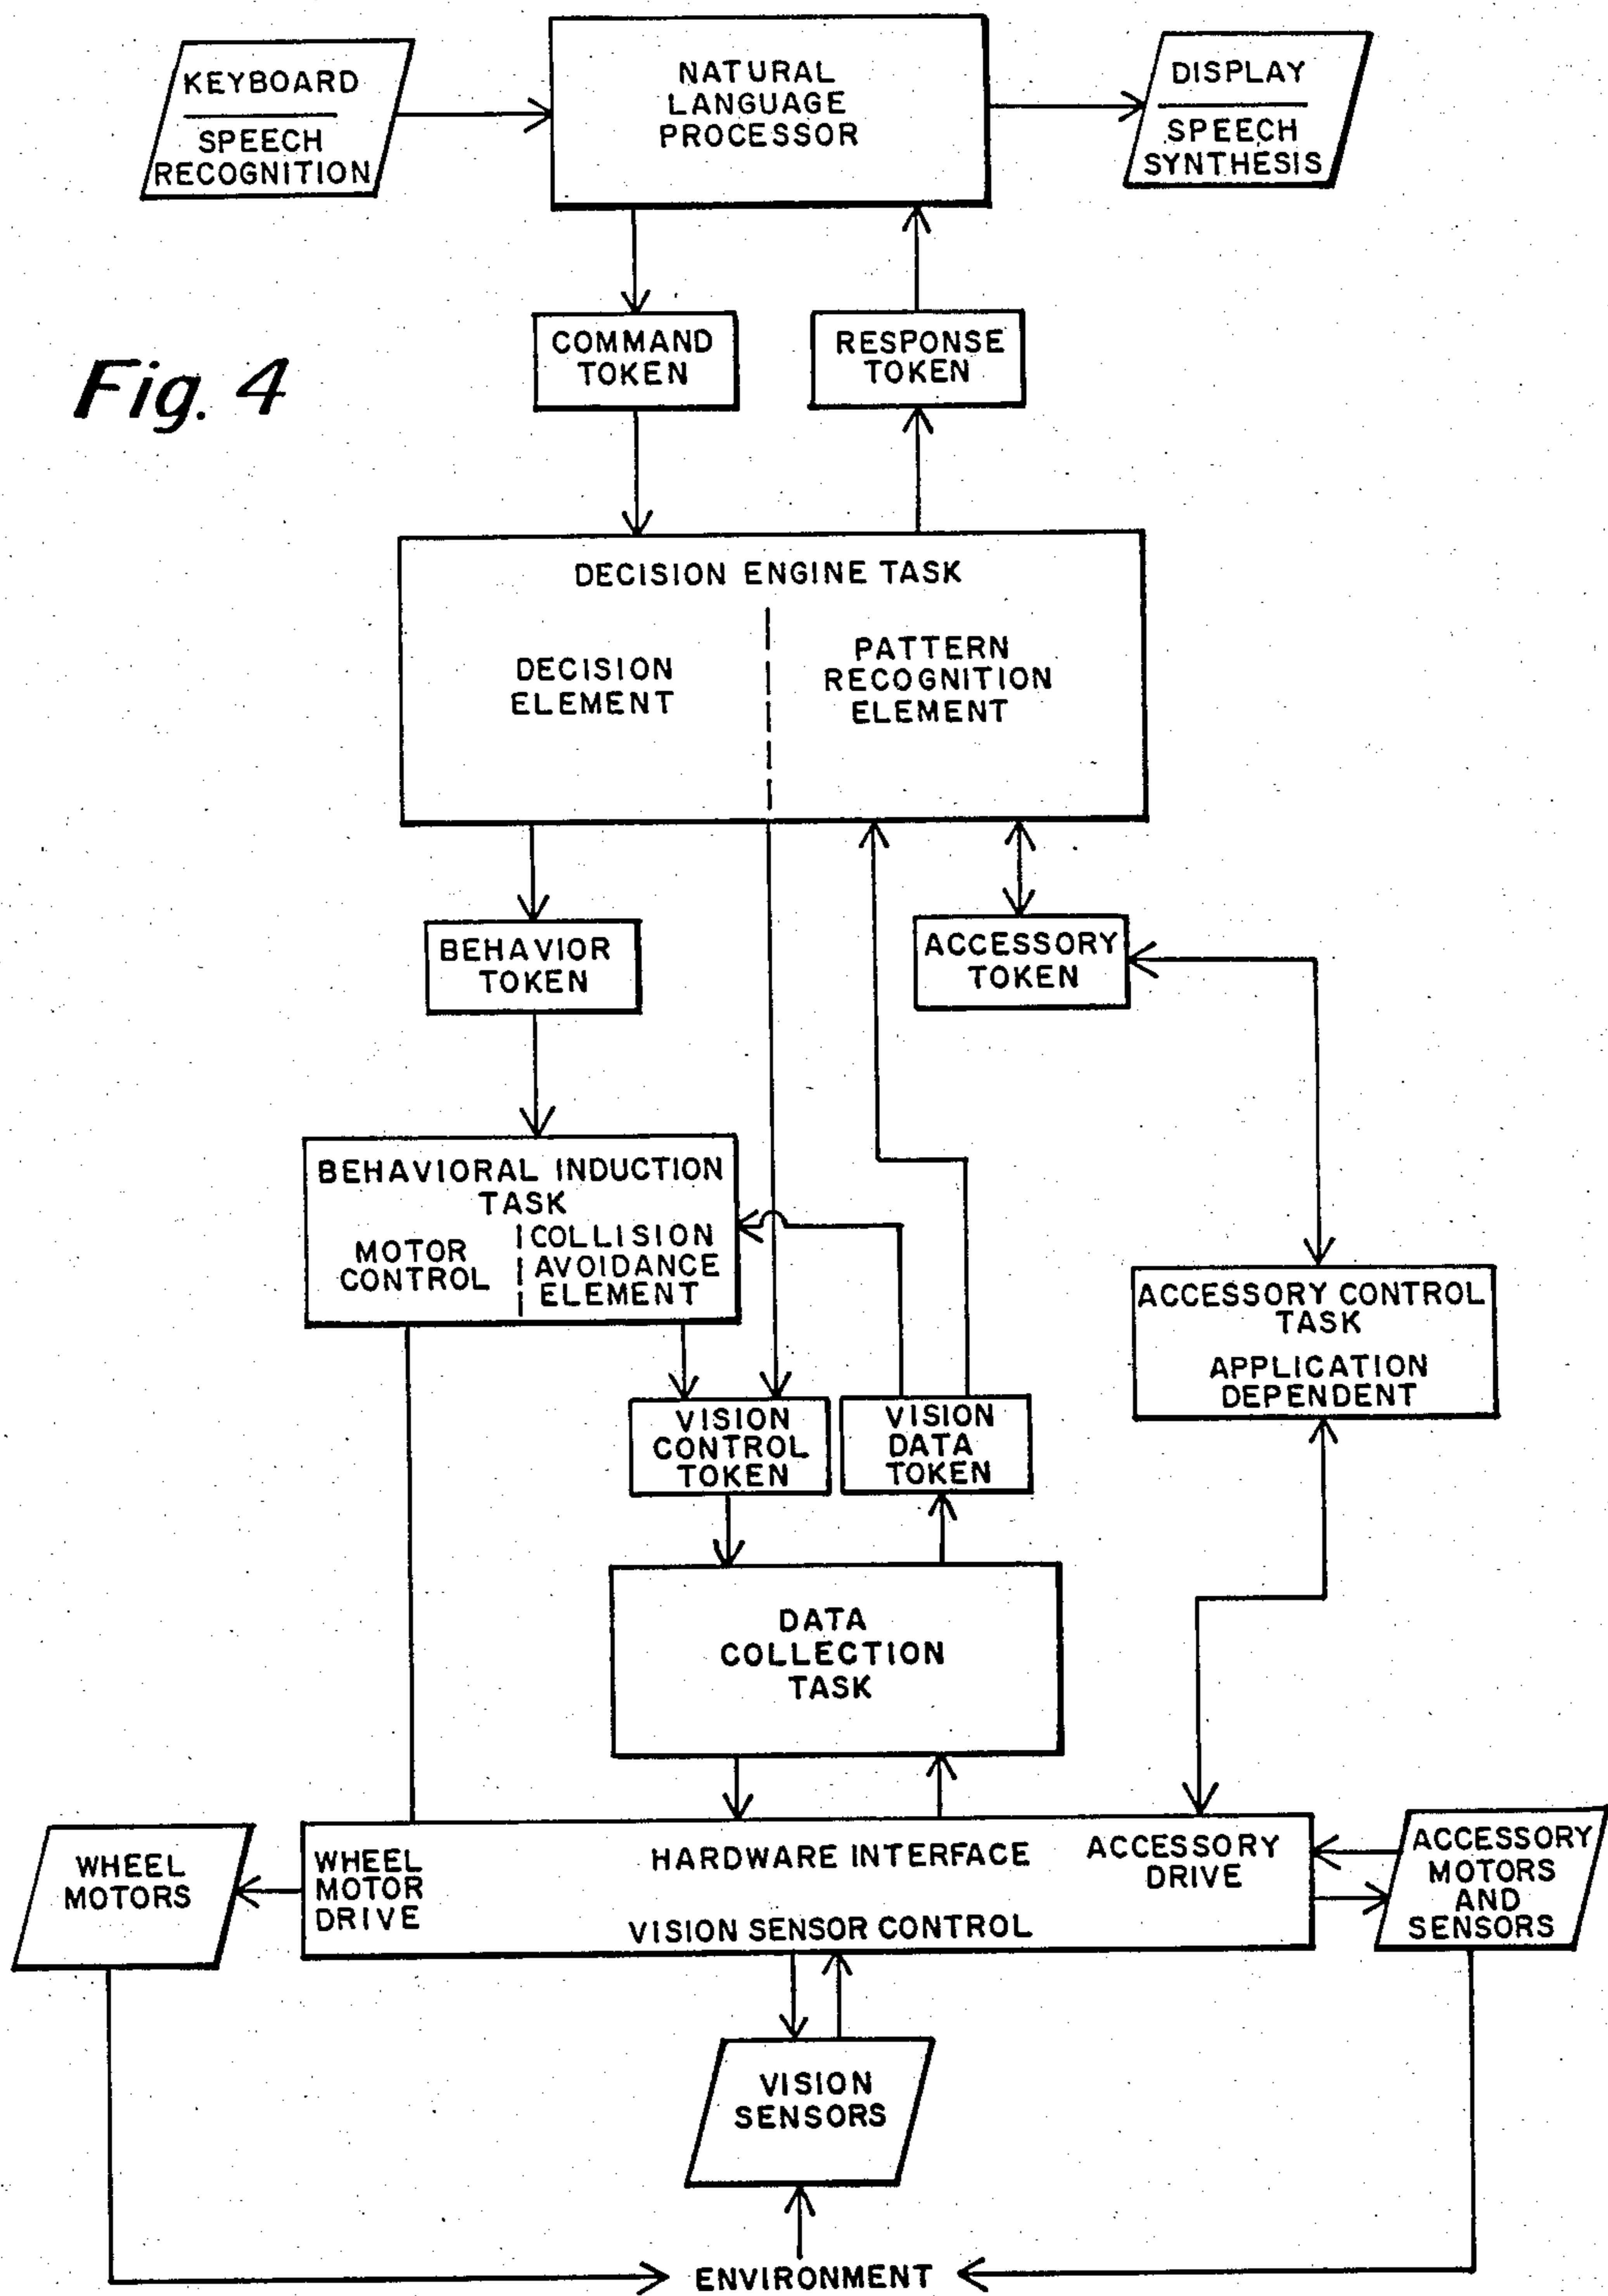 KEYBOARD
SPEECH
RECOGNITION
NATURAL
LANGUAGE
PROCESSOR
DISPLAY
SPEECH
SYNTHESIS
Fig. 4
COMMAND
TOKEN
RESPONSE
TOKEN
DECISION ENGINE TASK
DECISION
ELEMENT
PATTERN
RECOGNITION
ELEMENT
BEHAVIOR
TOKEN
ACCESSORY
TOKEN
BEHAVIORAL INDUCTION
TASK
MOTOR
CONTROL
COLLISION
AVOIDANCE
ELEMENT
ACCESSORY CONTROL
TASK
APPLICATION
DEPENDENT
VISION
CONTROL
TOKEN
VISION
DATA
TOKEN
DATA
COLLECTION
TASK
WHEEL
MOTORS
WHEEL
MOTOR
DRIVE
HARDWARE INTERFACE
VISION SENSOR CONTROL
ACCESSORY
DRIVE
ACCESSORY
MOTORS
AND
SENSORS
VISION
SENSORS
ENVIRONMENT